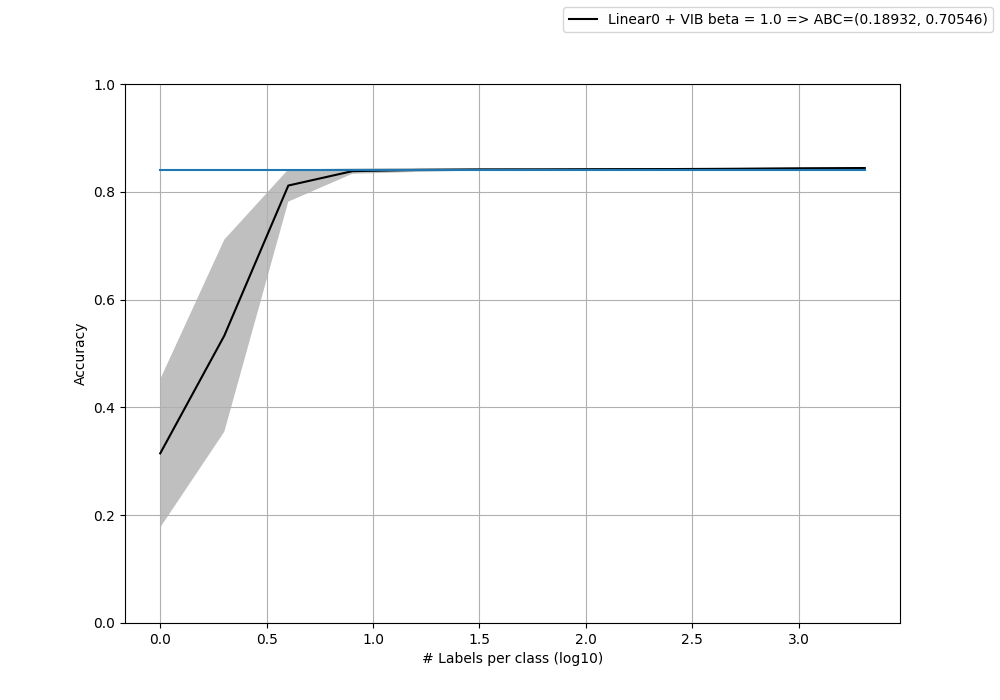 Linear0 + VIB beta = 1.0 => ABC=(0.18932, 0.70546)
1.0
0.8
0.6
0.4
0.2
0.0
Accuracy
0.0 0.5 1.0 1.5 2.0 2.5 3.0
# Labels per class (log10)